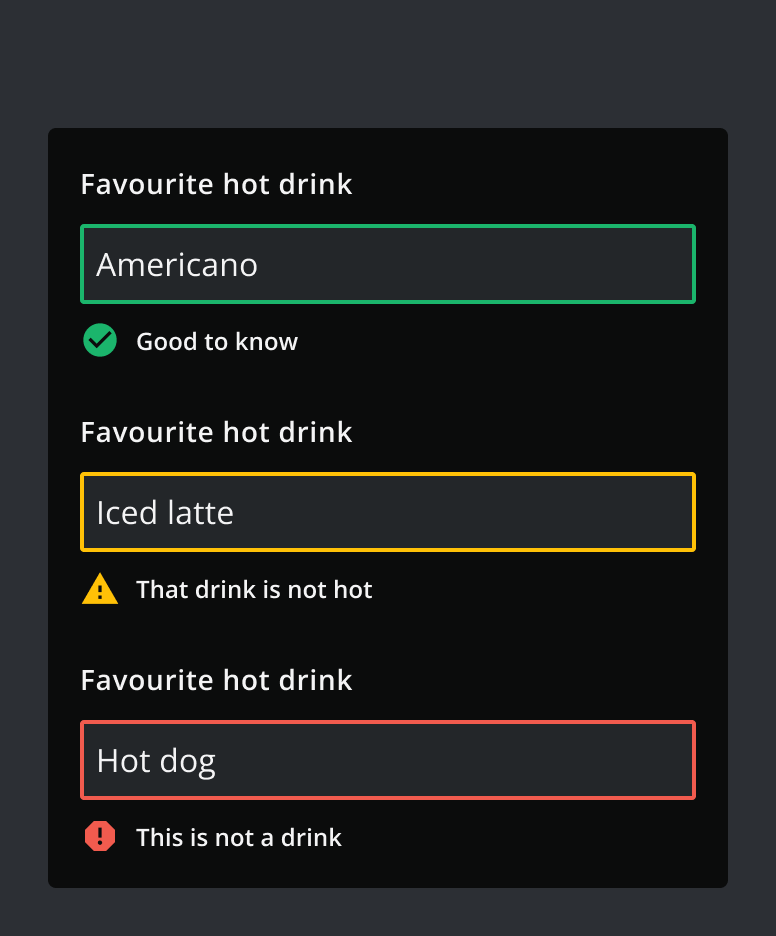 Favourite hot drink
Americano
Good to know
Favourite hot drink
Iced latte
That drink is not hot
Favourite hot drink
Hot dog
This is not a drink